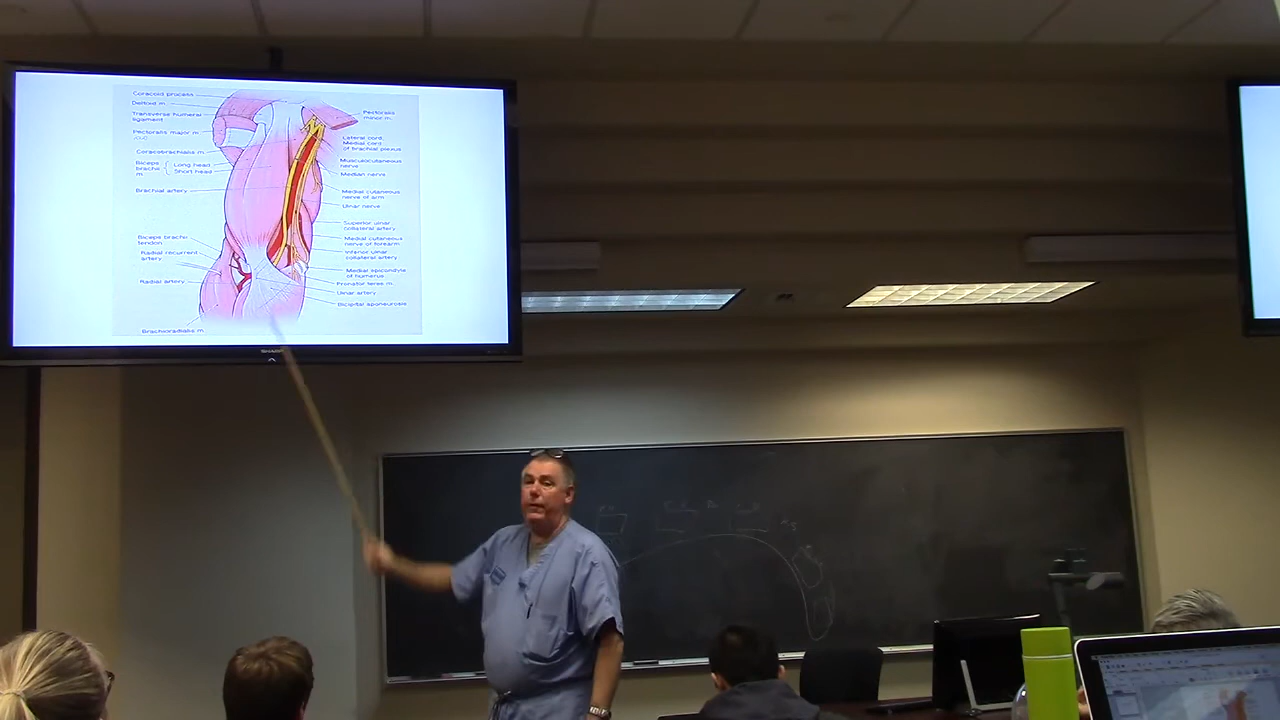 Coracoid process
Deltoid m.
Transverse humeral
ligament
Pectoralis major m.
(cut)
Coracobrachialis m.
Biceps
brachii
m
Long head
Short head
Brachial artery
Biceps brachii
tendon
Radial recurrent
artery
Radial artery
Brachioradialis m.
Pectoralis
minor m.
Lateral cord
Medial cord
of brachial plexus
Musculocutaneous
nerve
Median nerve
Medial cutaneous
nerve of arm
Ulnar nerve
Superior ulnar
collateral artery
Medial cutaneous
nerve of forearm
Inferior ulnar
collateral artery
Medial epicondyle
of humerus
Pronator teres m.
Ulnar artery
Bicipital aponeurosis
SHARP